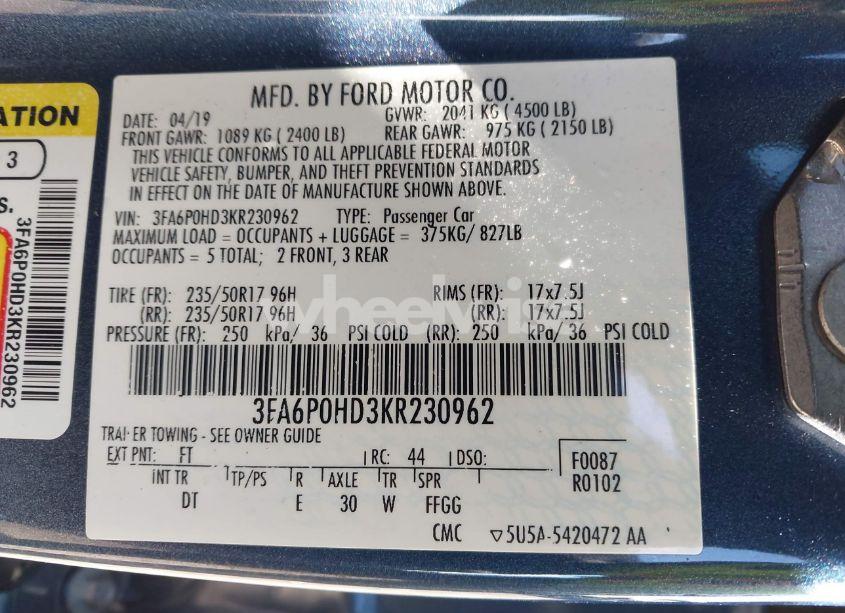 ATION
3
s.
3FA6P0HD3KR230962
MFD. BY FORD MOTOR CO.
DATE: 04/19 GVWR: 2041 KG ( 4500 LB)
FRONT GAWR: 1089 KG ( 2400 LB) REAR GAWR: 975 KG ( 2150 LB)
THIS VEHICLE CONFORMS TO ALL APPLICABLE FEDERAL MOTOR
VEHICLE SAFETY, BUMPER, AND THEFT PREVENTION STANDARDS
IN EFFECT ON THE DATE OF MANUFACTURE SHOWN ABOVE.
VIN: 3FA6P0HD3KR230962 TYPE: Passenger Car
MAXIMUM LOAD = OCCUPANTS + LUGGAGE = 375KG/ 827LB
OCCUPANTS = 5 TOTAL; 2 FRONT, 3 REAR
TIRE (FR): 235/50R17 96H RIMS (FR): 17x7.5J
(RR): 235/50R17 96H (RR): 17x7.5J
PRESSURE (FR): 250 kPa/ 36 PSI COLD (RR): 250 kPa/ 36 PSI COLD
3FA6P0HD3KR230962
TRAILER TOWING - SEE OWNER GUIDE
EXT PNT: FT RC: 44 DSO: F0087
INT TR TP/PS R AXLE TR SPR R0102
DT E 30 W FFGG
CMC ▽5U5A-5420472 AA